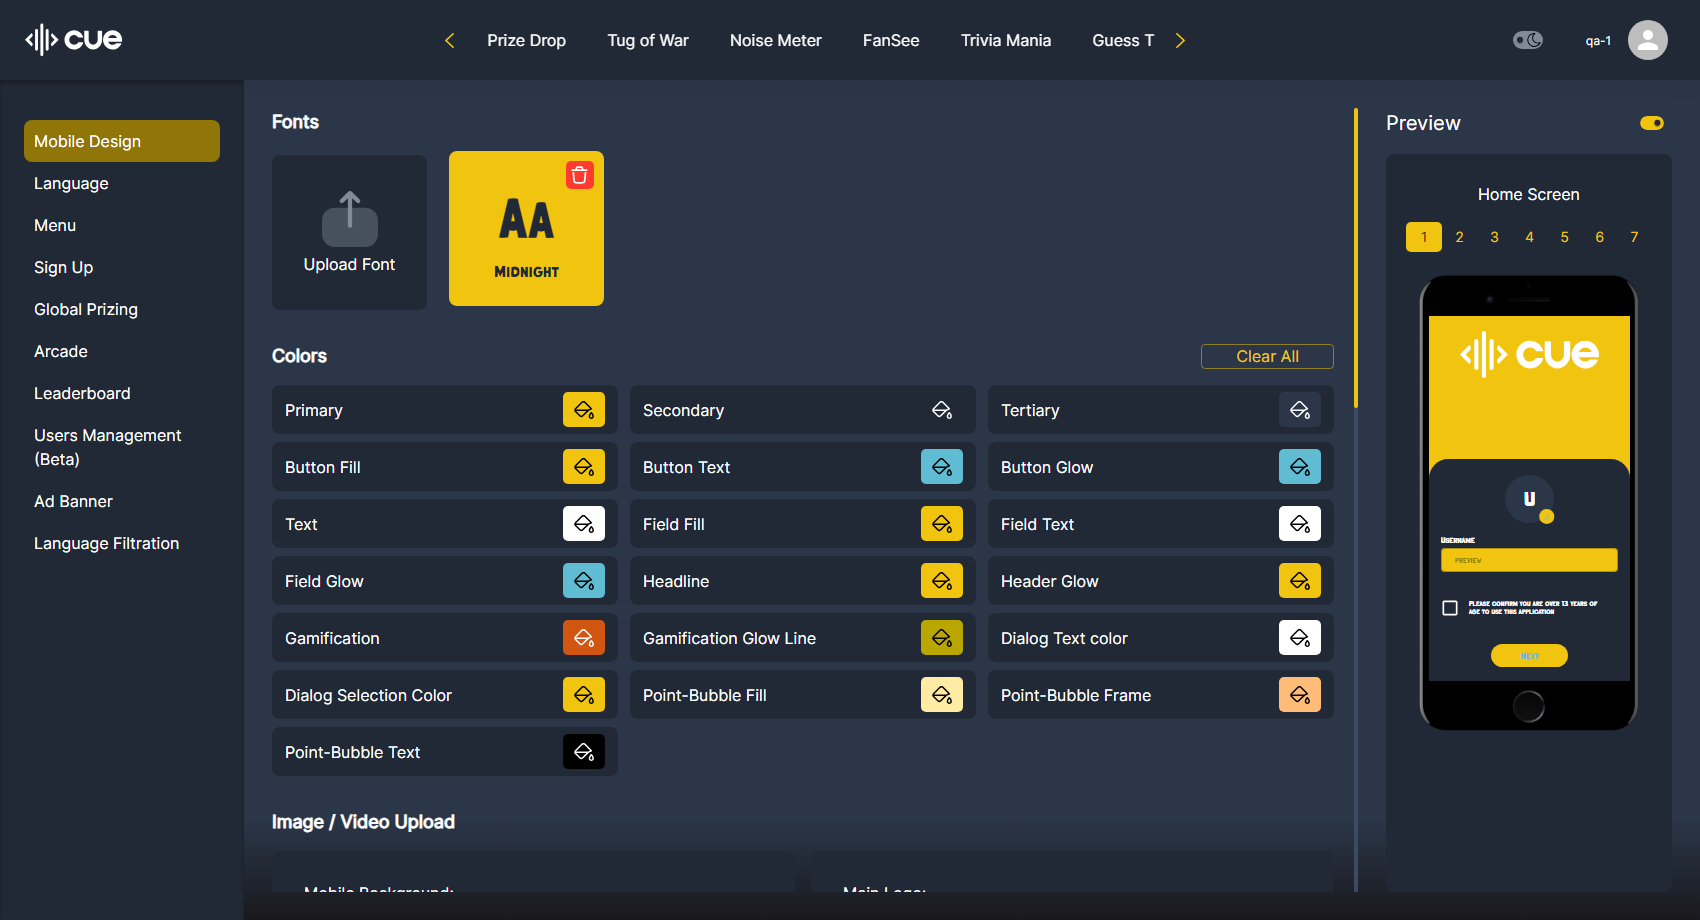 cue
Prize Drop
Tug of War
Noise Meter
FanSee
Trivia Mania
Guess T
qa-1
Mobile Design
Language
Menu
Sign Up
Global Prizing
Arcade
Leaderboard
Users Management
(Beta)
Ad Banner
Language Filtration
Fonts
Upload Font
AA
MIDNIGHT
Colors
Clear All
Primary
Secondary
Tertiary
Button Fill
Button Text
Button Glow
Text
Field Fill
Field Text
Field Glow
Headline
Header Glow
Gamification
Gamification Glow Line
Dialog Text color
Dialog Selection Color
Point-Bubble Fill
Point-Bubble Frame
Point-Bubble Text
Image / Video Upload
Mobile Background:
Main Logo:
Preview
Home Screen
1 2 3 4 5 6 7
cue
U
USERNAME
PREVIEW
PLEASE CONFIRM YOU ARE OVER 13 YEARS OF
AGE TO USE THIS APPLICATION
NEXT